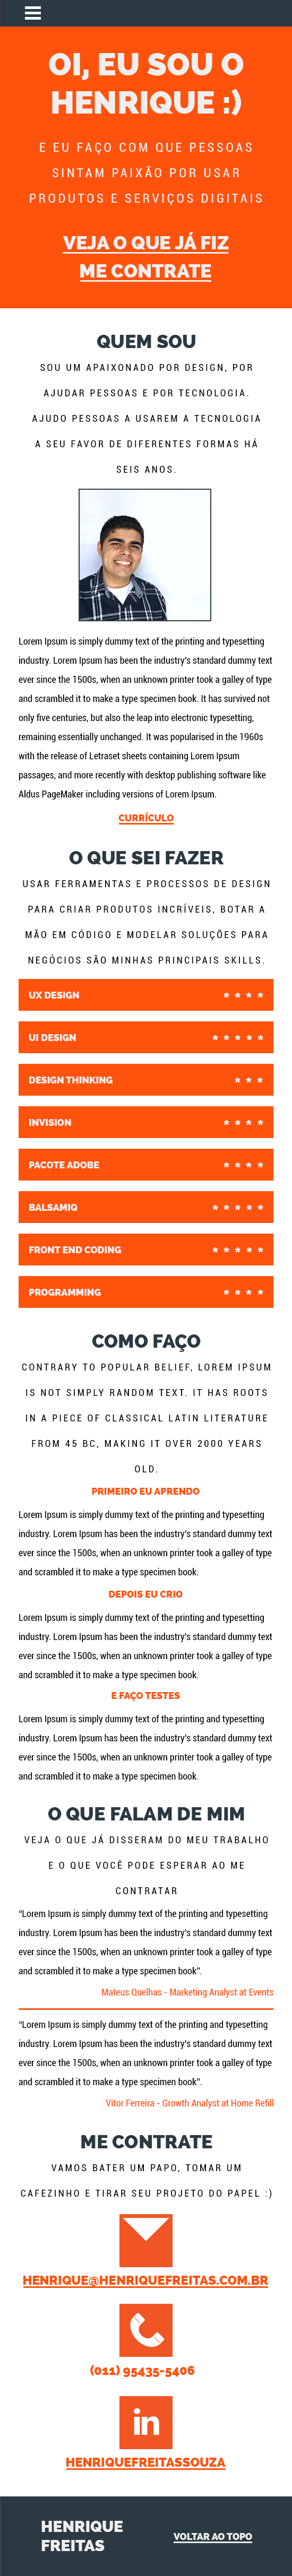 OI, EU SOU O
HENRIQUE :)
E EU FAÇO COM QUE PESSOAS
SINTAM PAIXÃO POR USAR
PRODUTOS E SERVIÇOS DIGITAIS
VEJA O QUE JÁ FIZ
ME CONTRATE
QUEM SOU
SOU UM APAIXONADO POR DESIGN, POR
AJUDAR PESSOAS E POR TECNOLOGIA.
AJUDO PESSOAS A USAREM A TECNOLOGIA
A SEU FAVOR DE DIFERENTES FORMAS HÁ
SEIS ANOS.
Lorem Ipsum is simply dummy text of the printing and typesetting
industry. Lorem Ipsum has been the industry's standard dummy text
ever since the 1500s, when an unknown printer took a galley of type
and scrambled it to make a type specimen book. It has survived not
only five centuries, but also the leap into electronic typesetting,
remaining essentially unchanged. It was popularised in the 1960s
with the release of Letraset sheets containing Lorem Ipsum
passages, and more recently with desktop publishing software like
Aldus PageMaker including versions of Lorem Ipsum.
CURRÍCULO
O QUE SEI FAZER
USAR FERRAMENTAS E PROCESSOS DE DESIGN
PARA CRIAR PRODUTOS INCRÍVEIS, BOTAR A
MÃO EM CÓDIGO E MODELAR SOLUÇÕES PARA
NEGÓCIOS SÃO MINHAS PRINCIPAIS SKILLS.
UX DESIGN * * * *
UI DESIGN * * * * *
DESIGN THINKING * * *
INVISION * * * *
PACOTE ADOBE * * * *
BALSAMIQ * * * * *
FRONT END CODING * * * * *
PROGRAMMING * * * *
COMO FAÇO
CONTRARY TO POPULAR BELIEF, LOREM IPSUM
IS NOT SIMPLY RANDOM TEXT. IT HAS ROOTS
IN A PIECE OF CLASSICAL LATIN LITERATURE
FROM 45 BC, MAKING IT OVER 2000 YEARS
OLD.
PRIMEIRO EU APRENDO
Lorem Ipsum is simply dummy text of the printing and typesetting
industry. Lorem Ipsum has been the industry's standard dummy text
ever since the 1500s, when an unknown printer took a galley of type
and scrambled it to make a type specimen book.
DEPOIS EU CRIO
Lorem Ipsum is simply dummy text of the printing and typesetting
industry. Lorem Ipsum has been the industry's standard dummy text
ever since the 1500s, when an unknown printer took a galley of type
and scrambled it to make a type specimen book.
E FAÇO TESTES
Lorem Ipsum is simply dummy text of the printing and typesetting
industry. Lorem Ipsum has been the industry's standard dummy text
ever since the 1500s, when an unknown printer took a galley of type
and scrambled it to make a type specimen book.
O QUE FALAM DE MIM
VEJA O QUE JÁ DISSERAM DO MEU TRABALHO
E O QUE VOCÊ PODE ESPERAR AO ME
CONTRATAR
“Lorem Ipsum is simply dummy text of the printing and typesetting
industry. Lorem Ipsum has been the industry's standard dummy text
ever since the 1500s, when an unknown printer took a galley of type
and scrambled it to make a type specimen book”.
Mateus Quelhas - Marketing Analyst at Events
“Lorem Ipsum is simply dummy text of the printing and typesetting
industry. Lorem Ipsum has been the industry's standard dummy text
ever since the 1500s, when an unknown printer took a galley of type
and scrambled it to make a type specimen book”.
Vitor Ferreira - Growth Analyst at Home Refill
ME CONTRATE
VAMOS BATER UM PAPO, TOMAR UM
CAFEZINHO E TIRAR SEU PROJETO DO PAPEL :)
HENRIQUE@HENRIQUEFREITAS.COM.BR
(011) 95435-5406
in
HENRIQUEFREITASSOUZA
HENRIQUE
FREITAS
VOLTAR AO TOPO